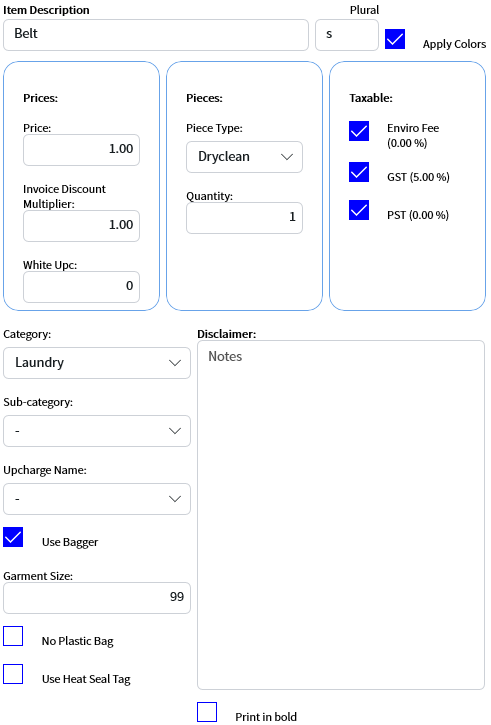 Item Description
Plural
Belt
s
Apply Colors
Prices:
Price:
1.00
Invoice Discount
Multiplier:
1.00
White Upc:
0
Pieces:
Piece Type:
Dryclean
Quantity:
1
Taxable:
Enviro Fee
(0.00 %)
GST (5.00 %)
PST (0.00 %)
Category:
Laundry
Sub-category:
-
Upcharge Name:
-
Use Bagger
Garment Size:
99
No Plastic Bag
Use Heat Seal Tag
Disclaimer:
Notes
Print in bold